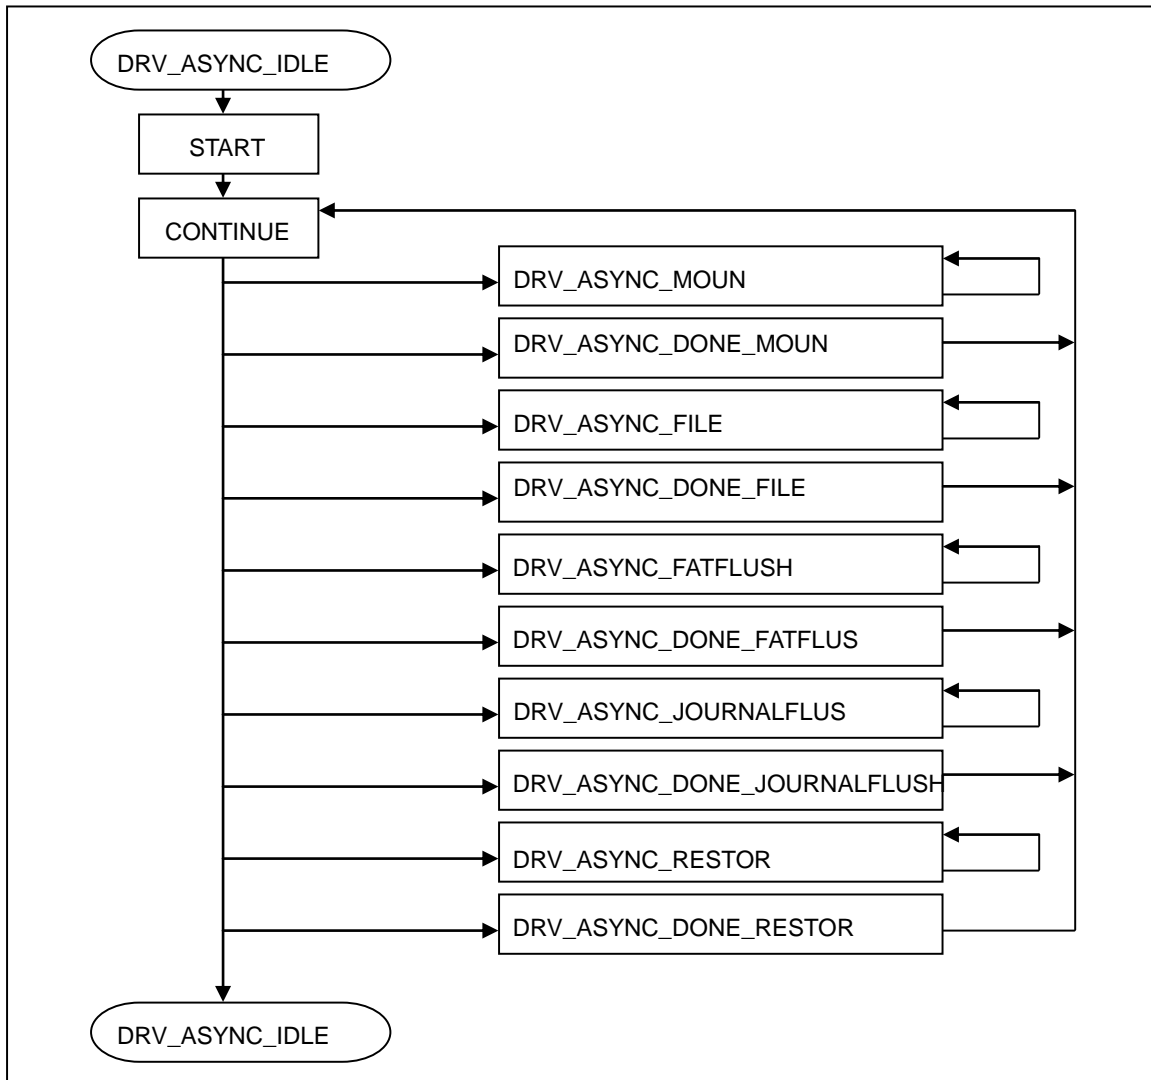 DRV_ASYNC_IDLE
START
CONTINUE
DRV_ASYNC_MOUN
DRV_ASYNC_DONE_MOUN
DRV_ASYNC_FILE
DRV_ASYNC_DONE_FILE
DRV_ASYNC_FATFLUSH
DRV_ASYNC_DONE_FATFLUS
DRV_ASYNC_JOURNALFLUS
DRV_ASYNC_DONE_JOURNALFLUSH
DRV_ASYNC_RESTOR
DRV_ASYNC_DONE_RESTOR
DRV_ASYNC_IDLE